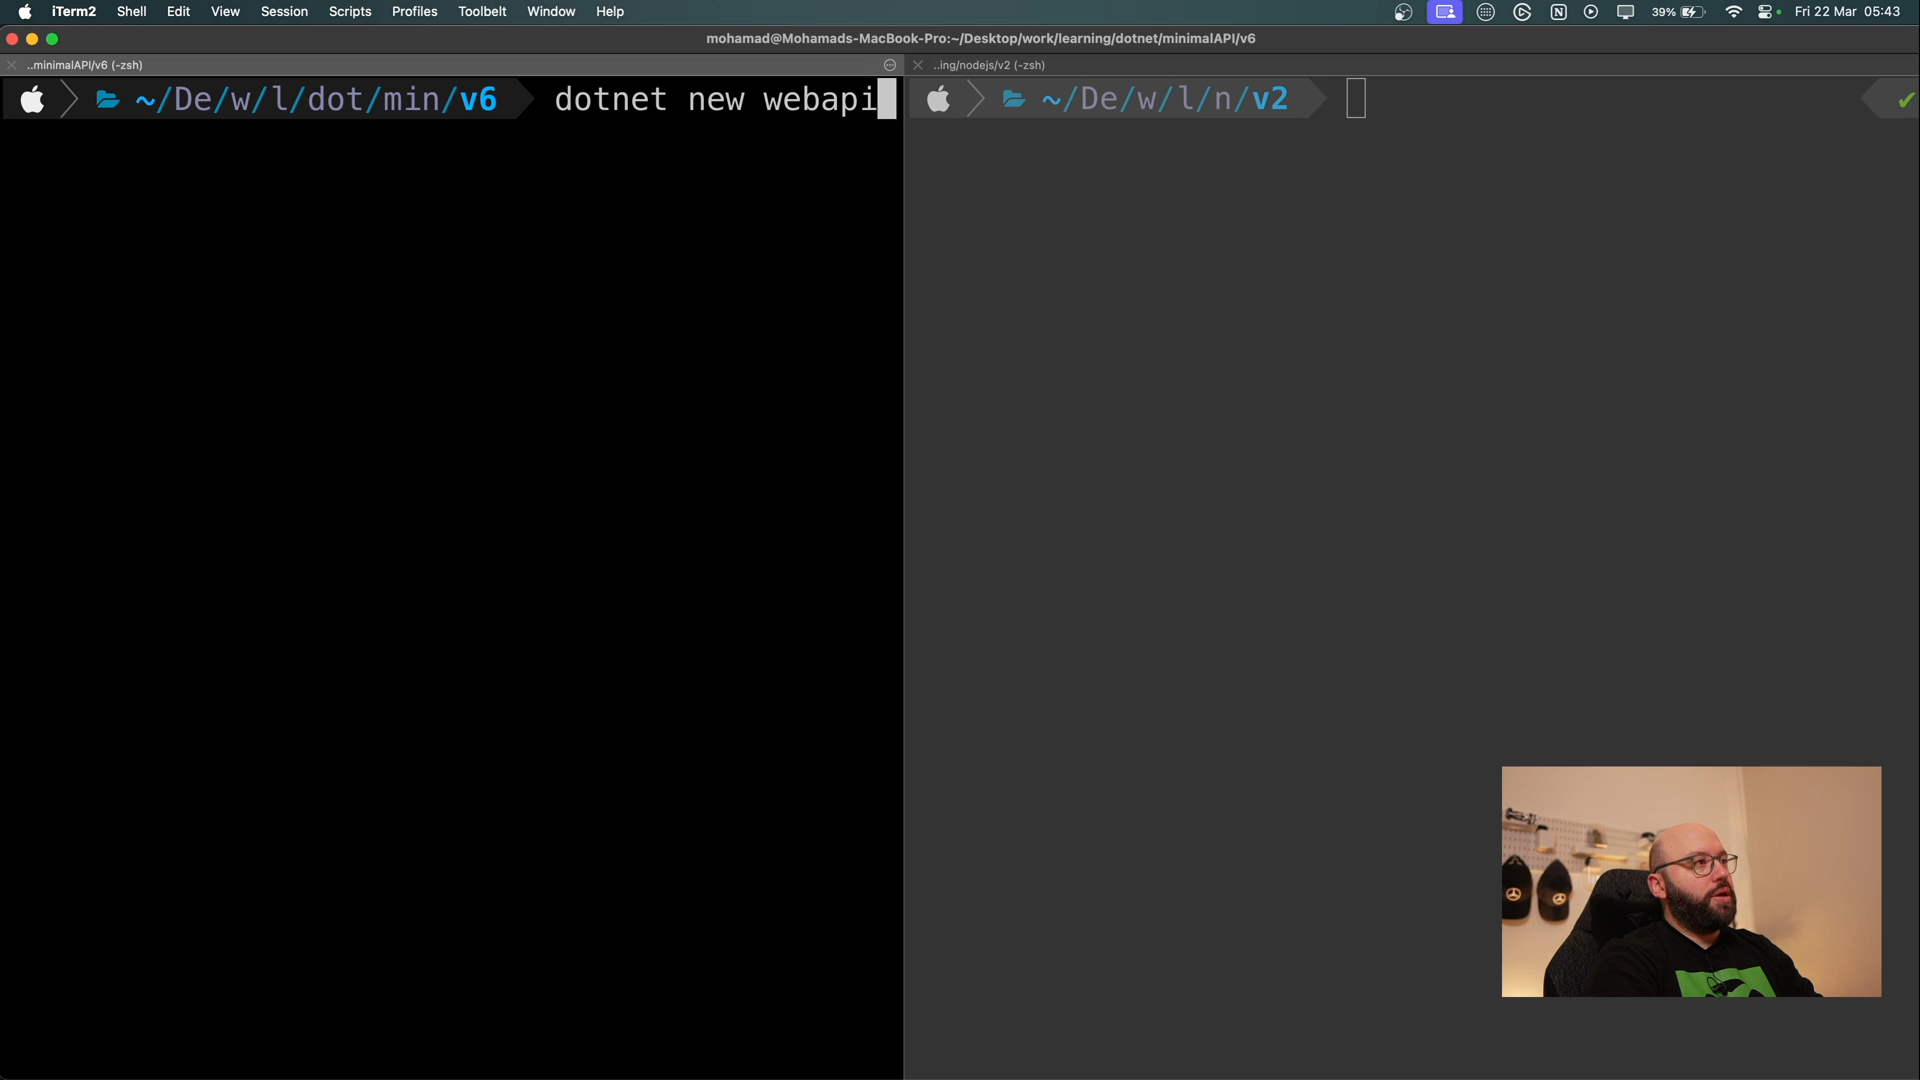 iTerm2 Shell Edit View Session Scripts Profiles Toolbelt Window Help 39% Fri 22 Mar 05:43
mohamad@Mohamads-MacBook-Pro:~/Desktop/work/learning/dotnet/minimalAPI/v6
..minimalAPI/v6 (-zsh)
~/De/w/l/dot/min/v6 dotnet new webapi
..ing/nodejs/v2 (-zsh)
~/De/w/l/n/v2